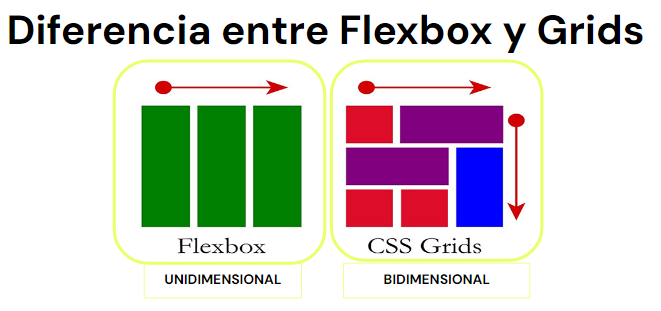 Diferencia entre Flexbox y Grids
Flexbox
CSS Grids
UNIDIMENSIONAL
BIDIMENSIONAL